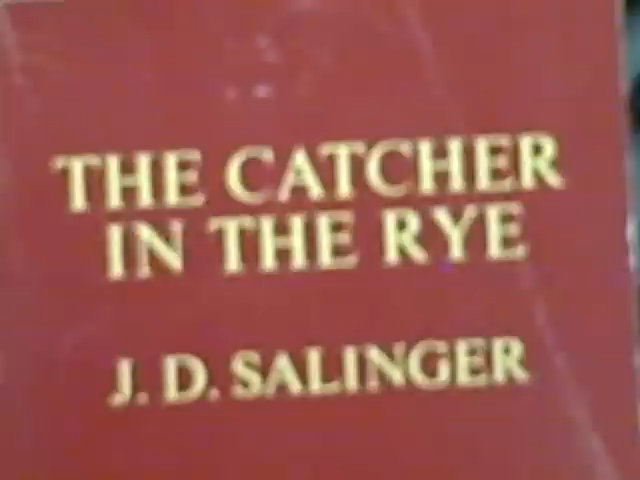 THE CATCHER
IN THE RYE
J. D. SALINGER